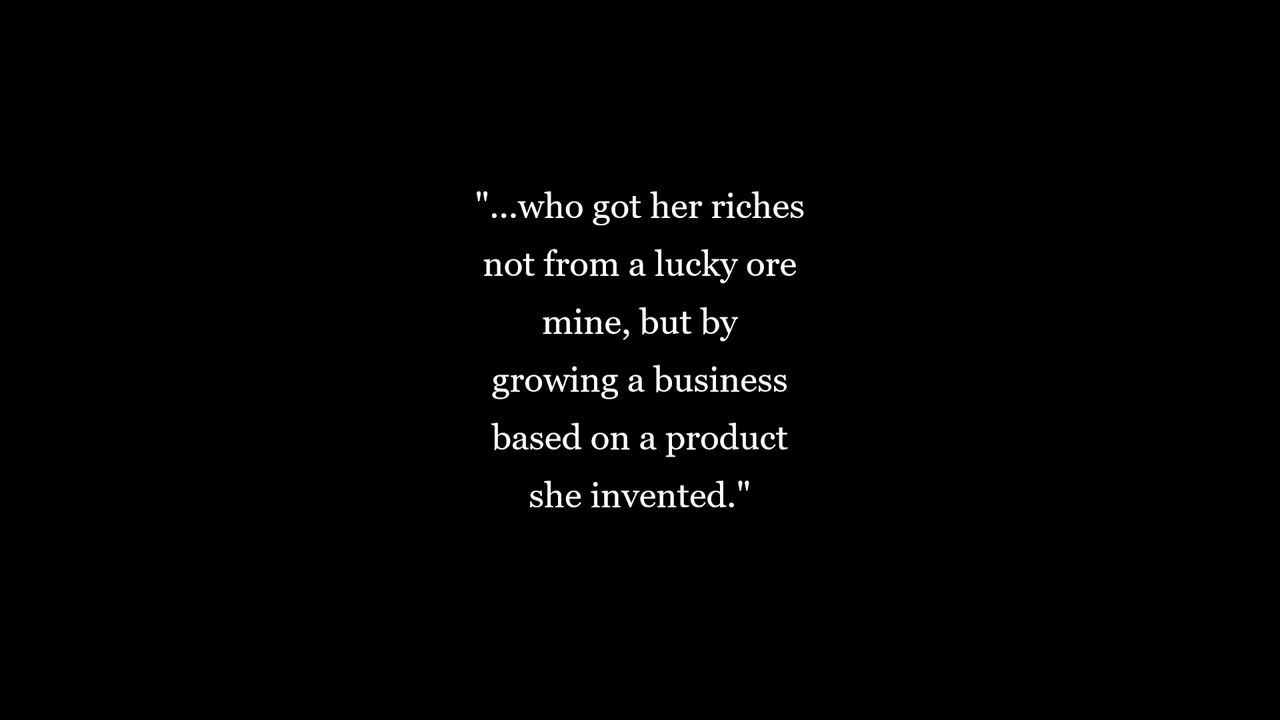 "...who got her riches
not from a lucky ore
mine, but by
growing a business
based on a product
she invented."